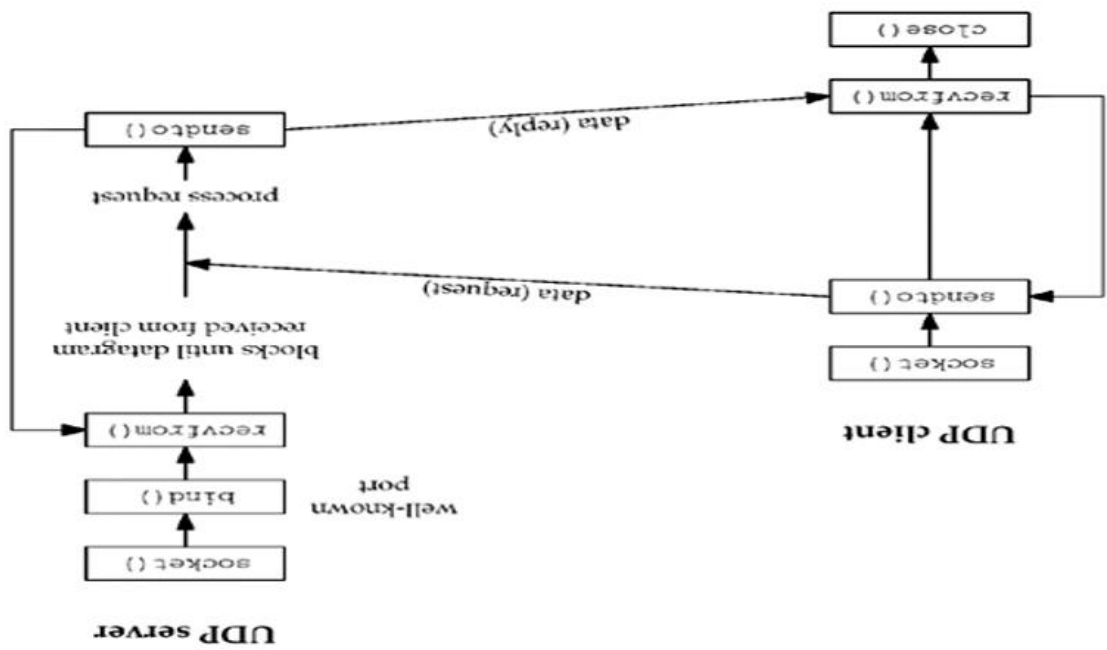 UDP server
socket()
well-known
port
bind()
recvfrom()
blocks until datagram
received from client
UDP client
socket()
sendto()
data (request)
process request
sendto()
data (reply)
recvfrom()
close()